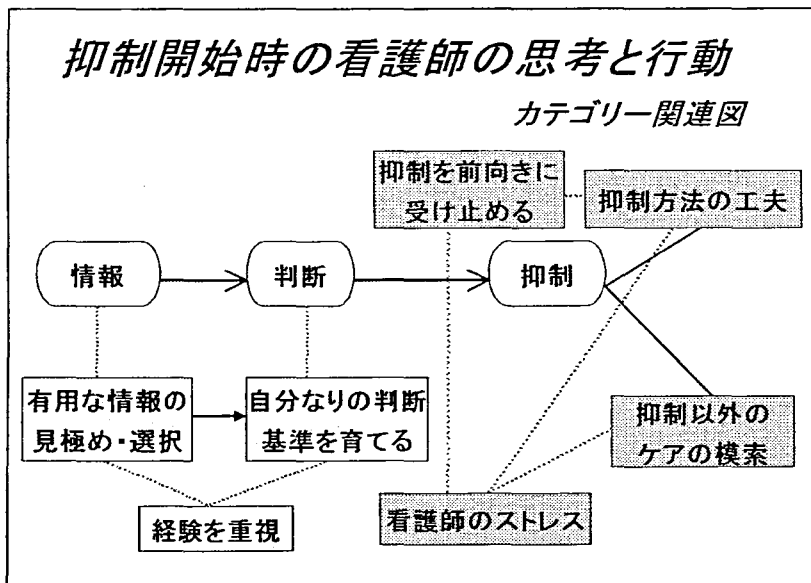 抑制開始時の看護師の思考と行動
カテゴリー関連図
抑制を前向きに
受け止める
抑制方法の工夫
情報
判断
抑制
有用な情報の
見極め・選択
自分なりの判断
基準を育てる
抑制以外の
ケアの模索
経験を重視
看護師のストレス